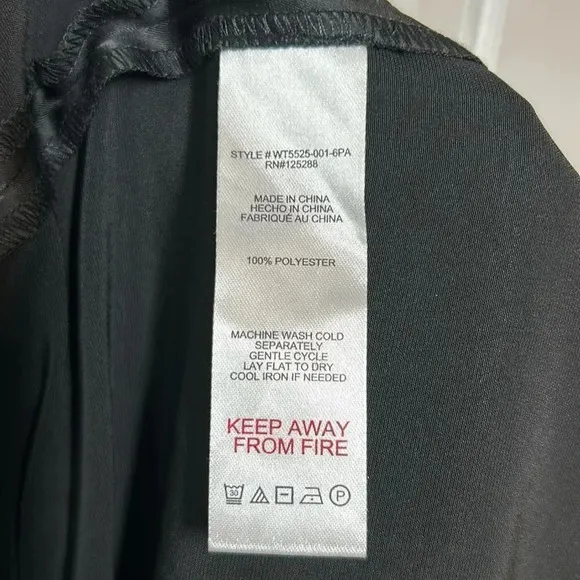 STYLE # WT5525-001-6PA
RN#125288
MADE IN CHINA
HECHO IN CHINA
FABRIQUÉ AU CHINA
100% POLYESTER
MACHINE WASH COLD
SEPARATELY
GENTLE CYCLE
LAY FLAT TO DRY
COOL IRON IF NEEDED
KEEP AWAY
FROM FIRE
30 P